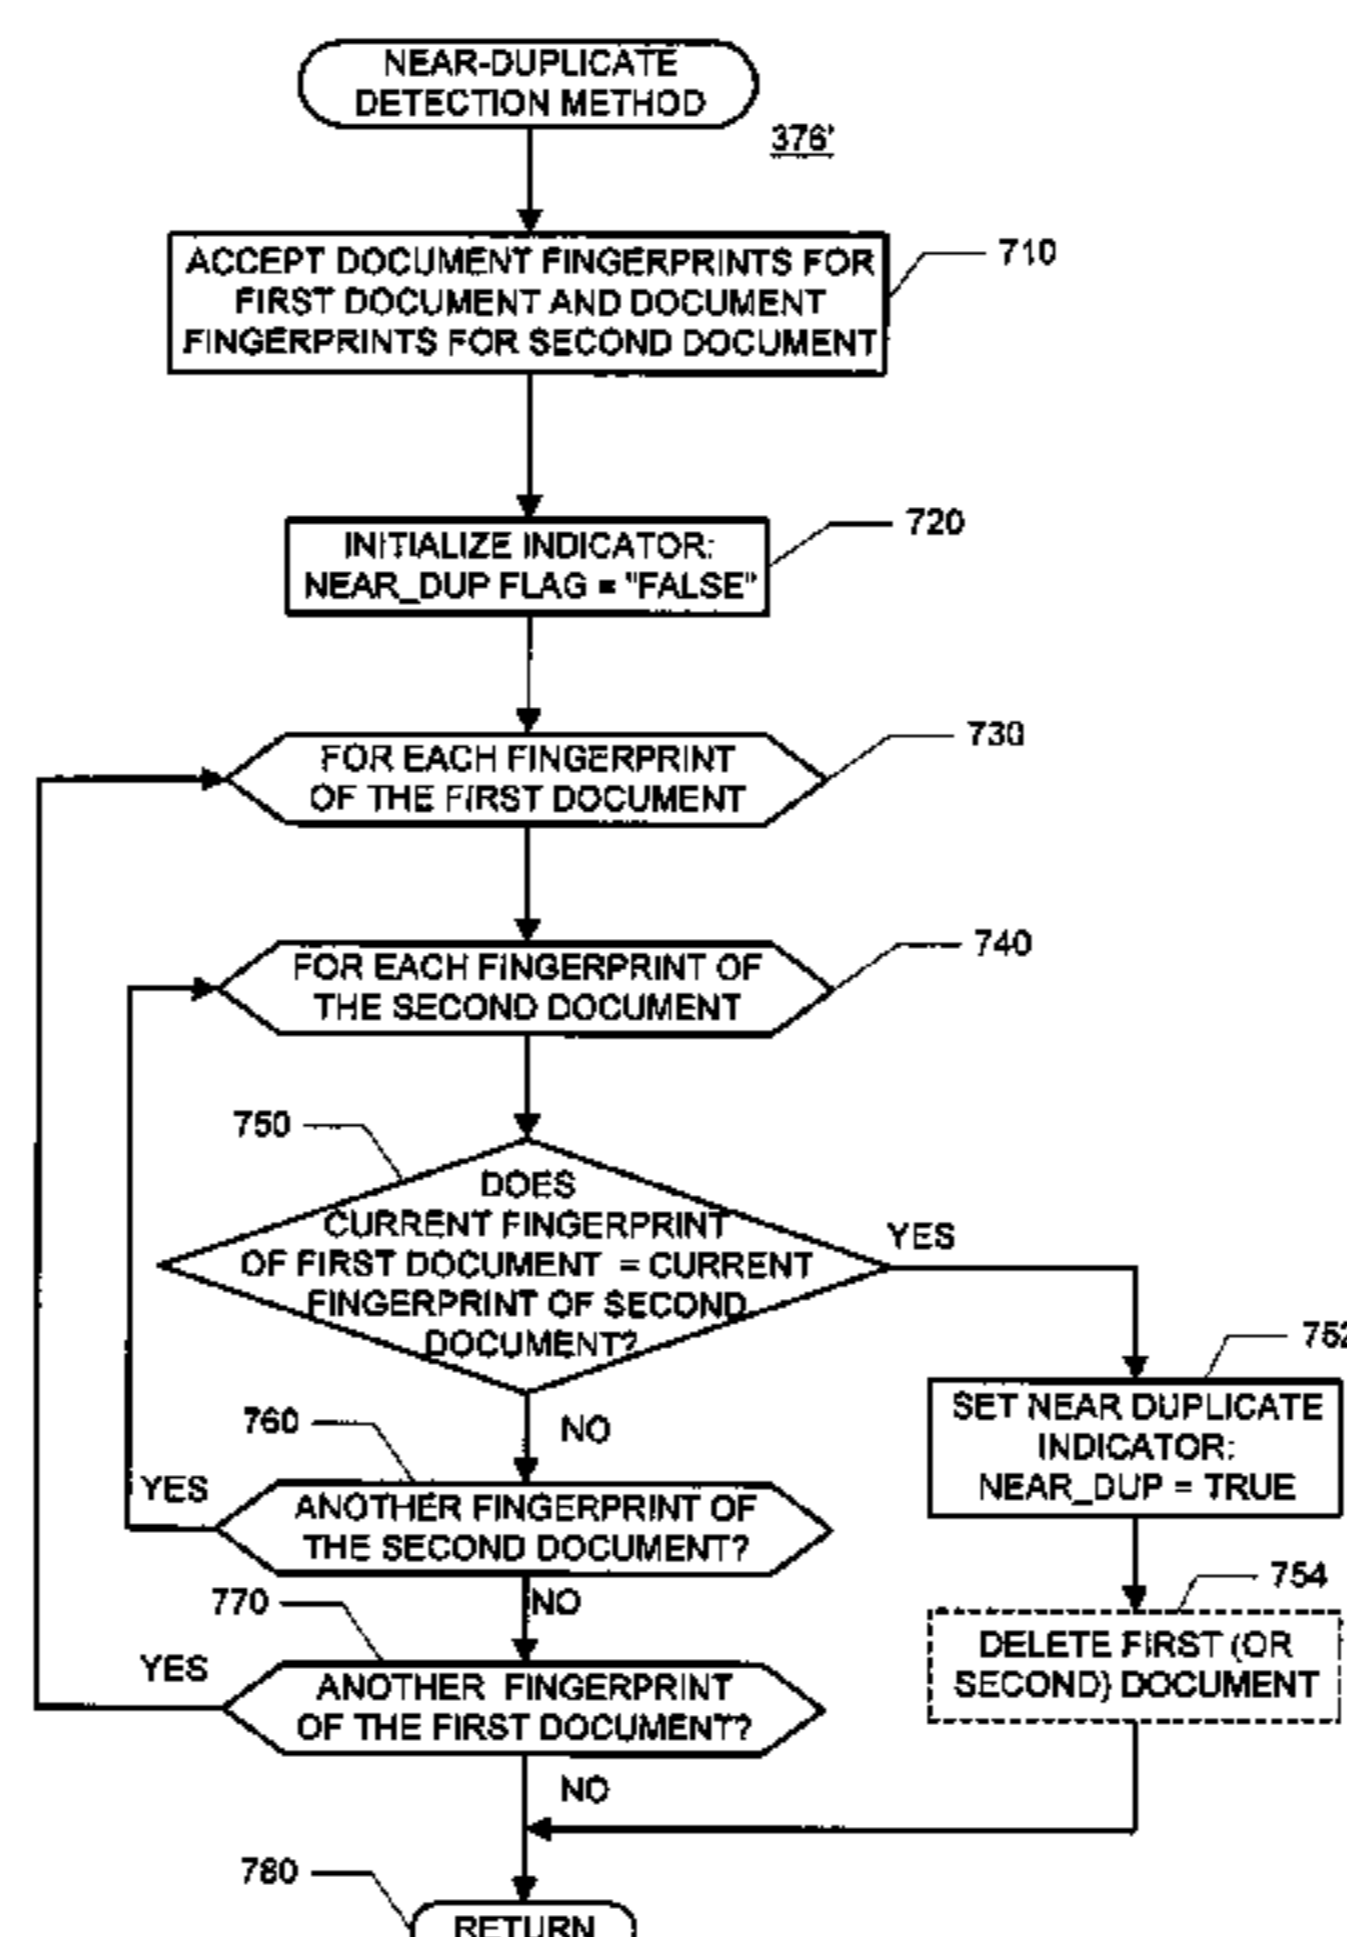 NEAR-DUPLICATE
DETECTION METHOD
376'
ACCEPT DOCUMENT FINGERPRINTS FOR
FIRST DOCUMENT AND DOCUMENT
FINGERPRINTS FOR SECOND DOCUMENT
710
INITIALIZE INDICATOR:
NEAR_DUP FLAG = "FALSE"
720
FOR EACH FINGERPRINT
OF THE FIRST DOCUMENT
730
FOR EACH FINGERPRINT OF
THE SECOND DOCUMENT
740
750
DOES
CURRENT FINGERPRINT
OF FIRST DOCUMENT = CURRENT
FINGERPRINT OF SECOND
DOCUMENT?
YES
752
SET NEAR DUPLICATE
INDICATOR:
NEAR_DUP = TRUE
NO
760
YES
ANOTHER FINGERPRINT OF
THE SECOND DOCUMENT?
754
DELETE FIRST (OR
SECOND) DOCUMENT
NO
770
YES
ANOTHER FINGERPRINT
OF THE FIRST DOCUMENT?
NO
780
RETURN